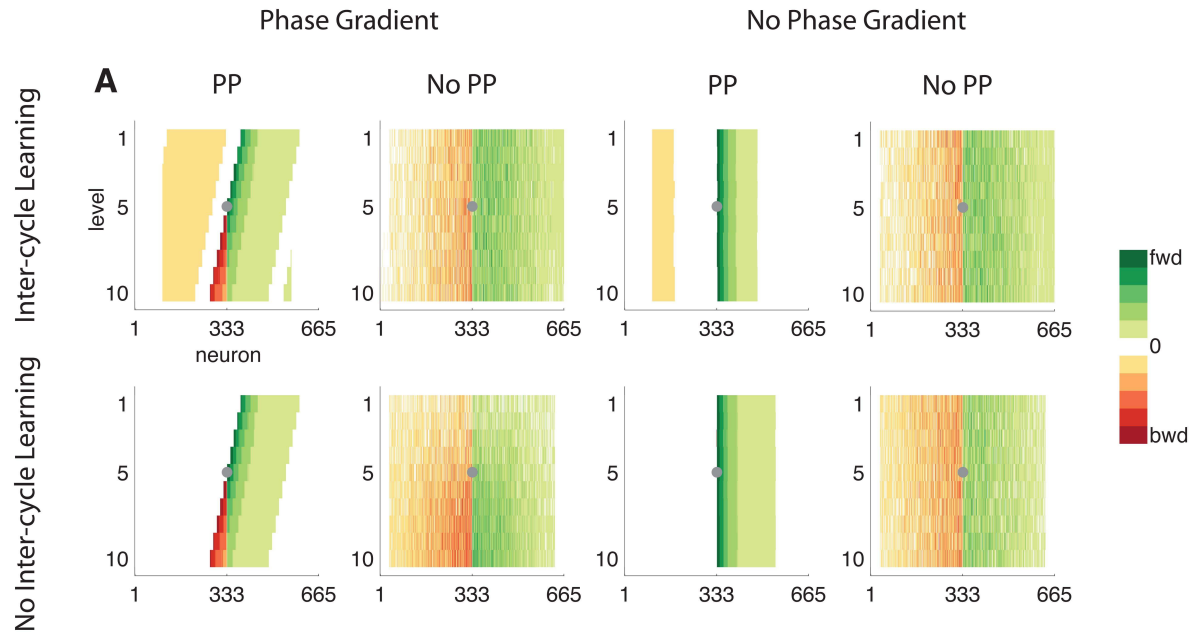 Phase Gradient No Phase Gradient
A PP No PP PP No PP
Inter-cycle Learning
level
1 5 10 1 5 10 1 5 10 1 5 10
1 333 665 1 333 665 1 333 665 1 333 665
neuron
fwd
0
bwd
No Inter-cycle Learning
1 5 10 1 5 10 1 5 10 1 5 10
1 333 665 1 333 665 1 333 665 1 333 665